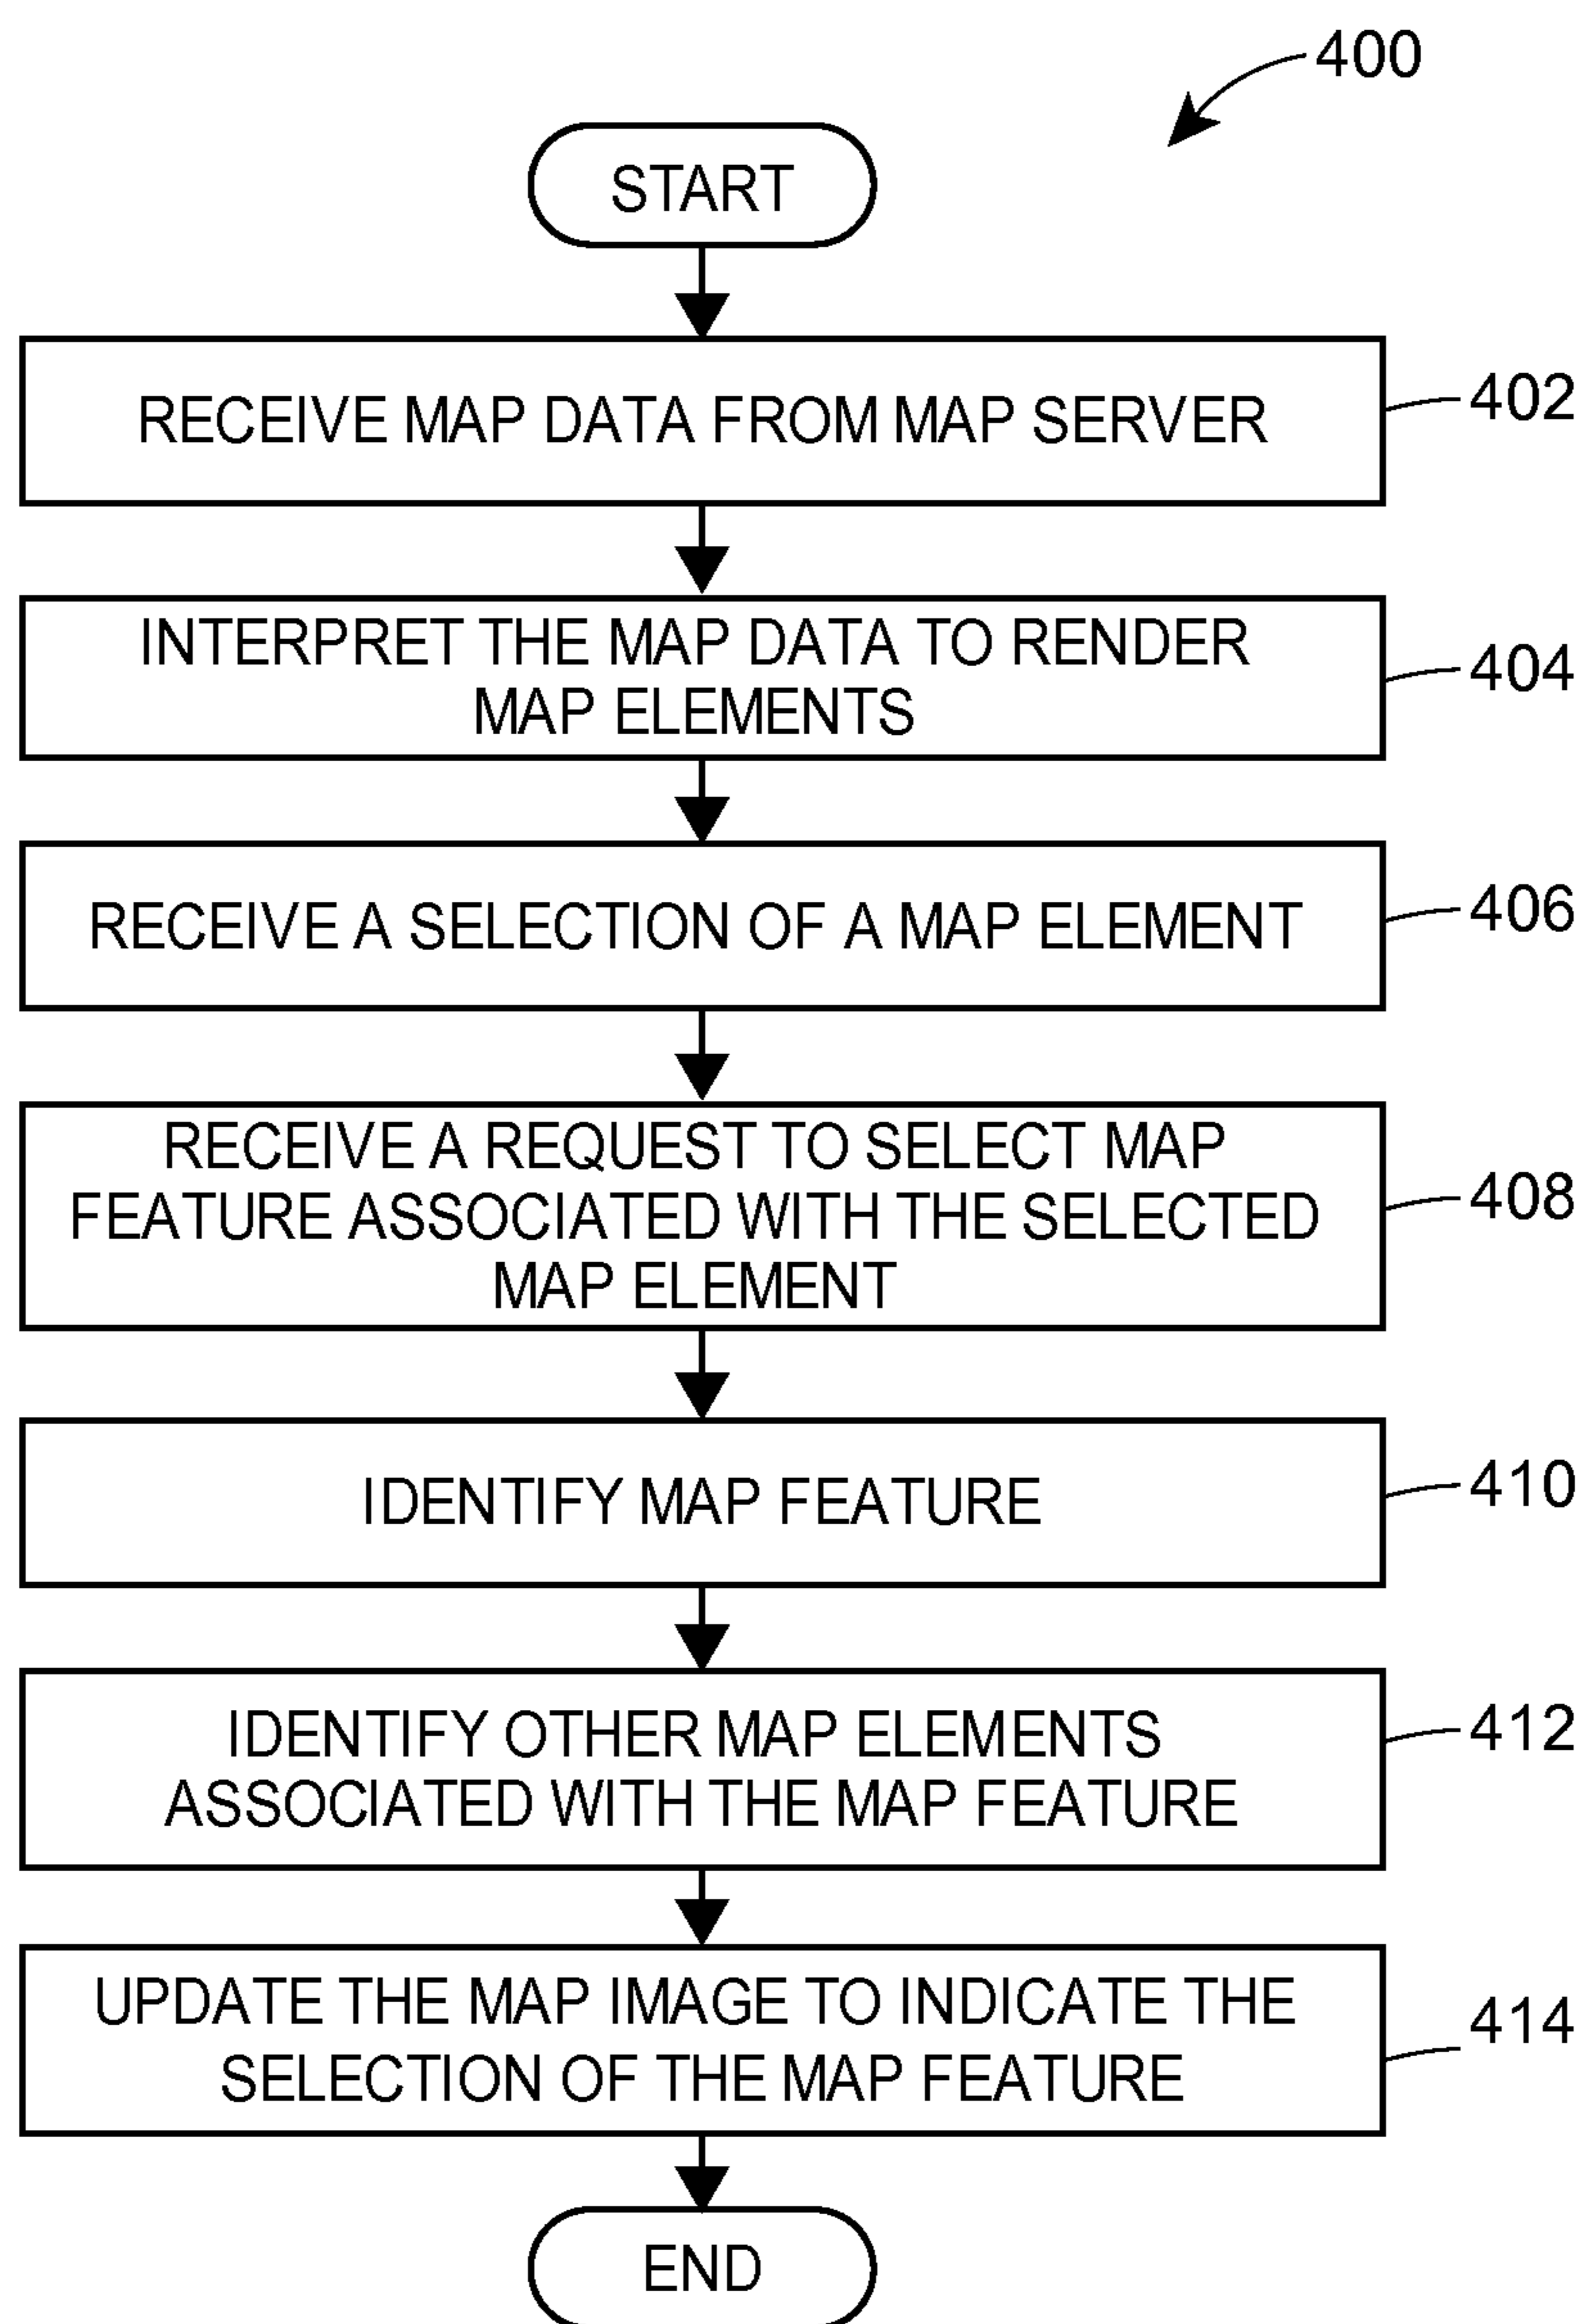 400
START
RECEIVE MAP DATA FROM MAP SERVER
402
INTERPRET THE MAP DATA TO RENDER
MAP ELEMENTS
404
RECEIVE A SELECTION OF A MAP ELEMENT
406
RECEIVE A REQUEST TO SELECT MAP
FEATURE ASSOCIATED WITH THE SELECTED
MAP ELEMENT
408
IDENTIFY MAP FEATURE
410
IDENTIFY OTHER MAP ELEMENTS
ASSOCIATED WITH THE MAP FEATURE
412
UPDATE THE MAP IMAGE TO INDICATE THE
SELECTION OF THE MAP FEATURE
414
END